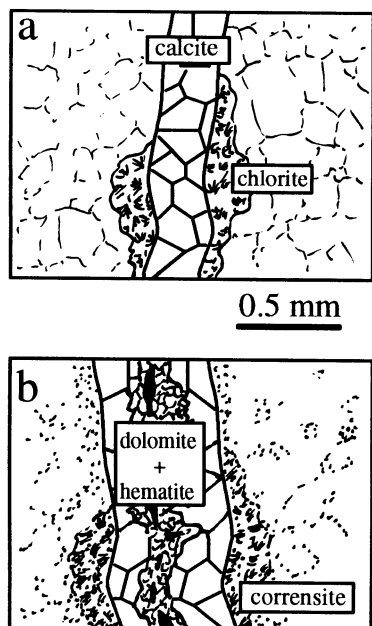 a
calcite
chlorite
0.5 mm
b
dolomite
+
hematite
corrensite